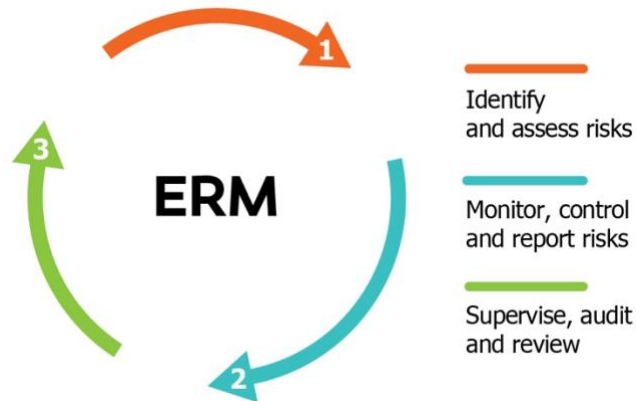 1
3
ERM
2
Identify
and assess risks
Monitor, control
and report risks
Supervise, audit
and review